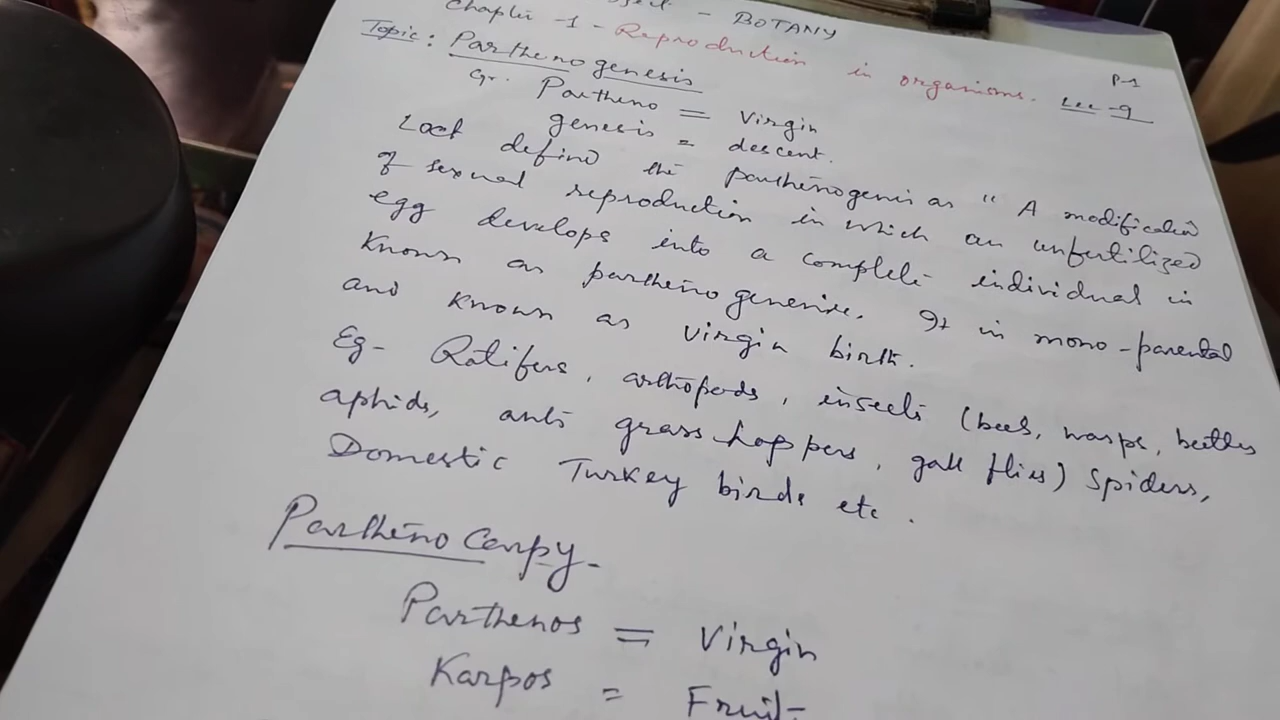 - BOTANY
Chapter -1 - Reproduction in organisms.
P-1
Lec -9
Topic: Parthenogenesis
Gr. Partheno = Virgin
genesis = descent.
define the parthenogenesis as " A modification
of sexual reproduction in which an unfertilized
egg develops into a complete individual is
Known as parthenogenesis. It is mono-parental
and known as virgin birth.
Eg- Rotifers, arthopods, insects (bees, wasps, beetles
aphids, ants grass hoppers, gall flies) Spiders,
Domestic Turkey birds etc.
Partheno Carpy-
Parthenos = Virgin
Karpos = Fruit